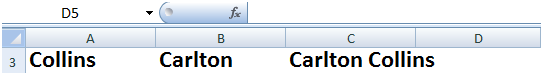 D5 fx
A B C D
3 Collins Carlton Carlton Collins